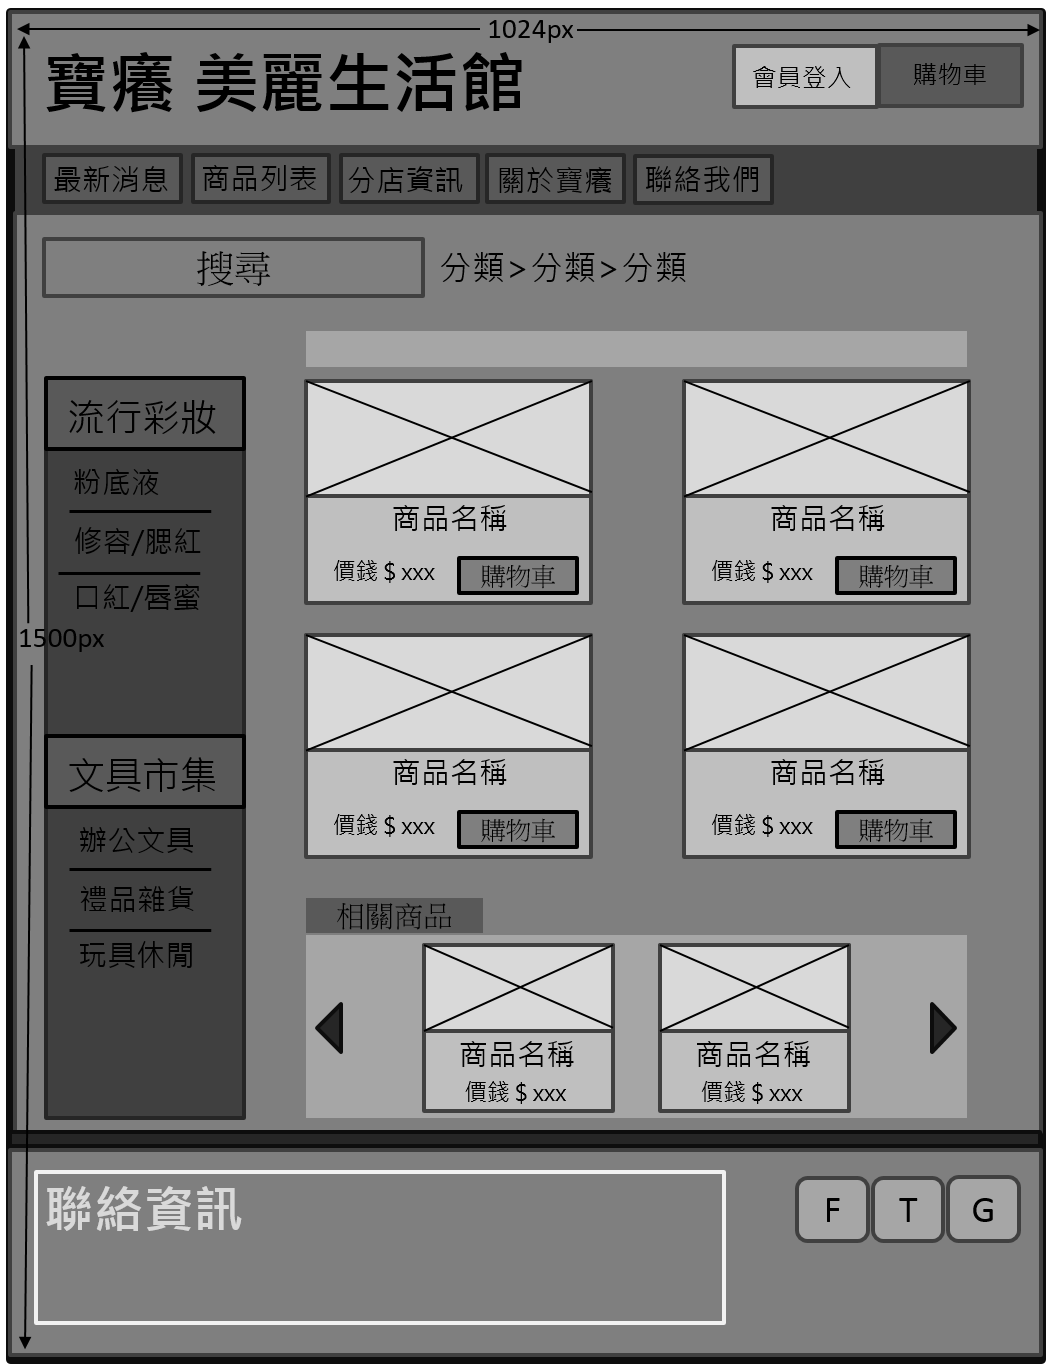 1024px
寶癢 美麗生活館
會員登入
購物車
最新消息
商品列表
分店資訊
關於寶癢
聯絡我們
搜尋
分類>分類>分類
流行彩妝
粉底液
修容/腮紅
口紅/唇蜜
1500px
文具市集
辦公文具
禮品雜貨
玩具休閒
商品名稱
價錢 $ xxx
購物車
商品名稱
價錢 $ xxx
購物車
商品名稱
價錢 $ xxx
購物車
商品名稱
價錢 $ xxx
購物車
相關商品
商品名稱
價錢 $ xxx
商品名稱
價錢 $ xxx
聯絡資訊
F
T
G